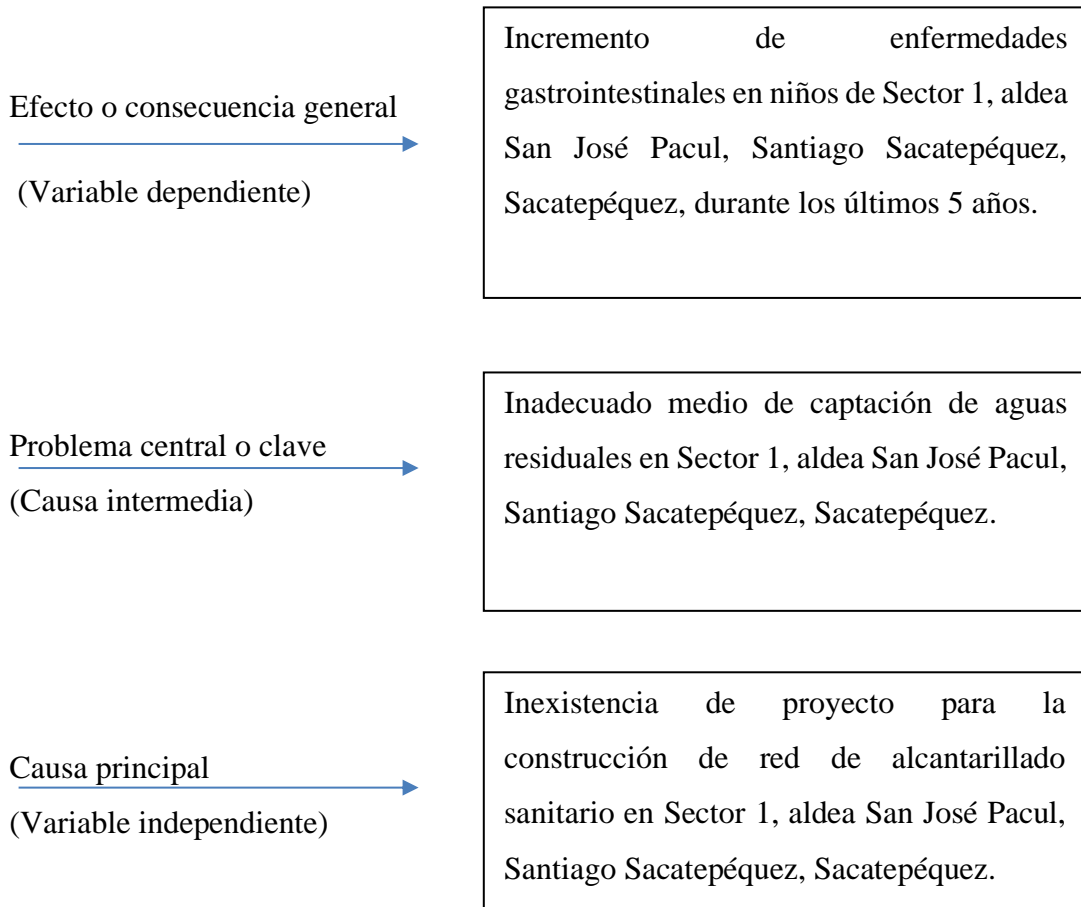 Efecto o consecuencia general
(Variable dependiente)
Incremento de enfermedades
gastrointestinales en niños de Sector 1, aldea
San José Pacul, Santiago Sacatepéquez,
Sacatepéquez, durante los últimos 5 años.
Problema central o clave
(Causa intermedia)
Inadecuado medio de captación de aguas
residuales en Sector 1, aldea San José Pacul,
Santiago Sacatepéquez, Sacatepéquez.
Causa principal
(Variable independiente)
Inexistencia de proyecto para la
construcción de red de alcantarillado
sanitario en Sector 1, aldea San José Pacul,
Santiago Sacatepéquez, Sacatepéquez.